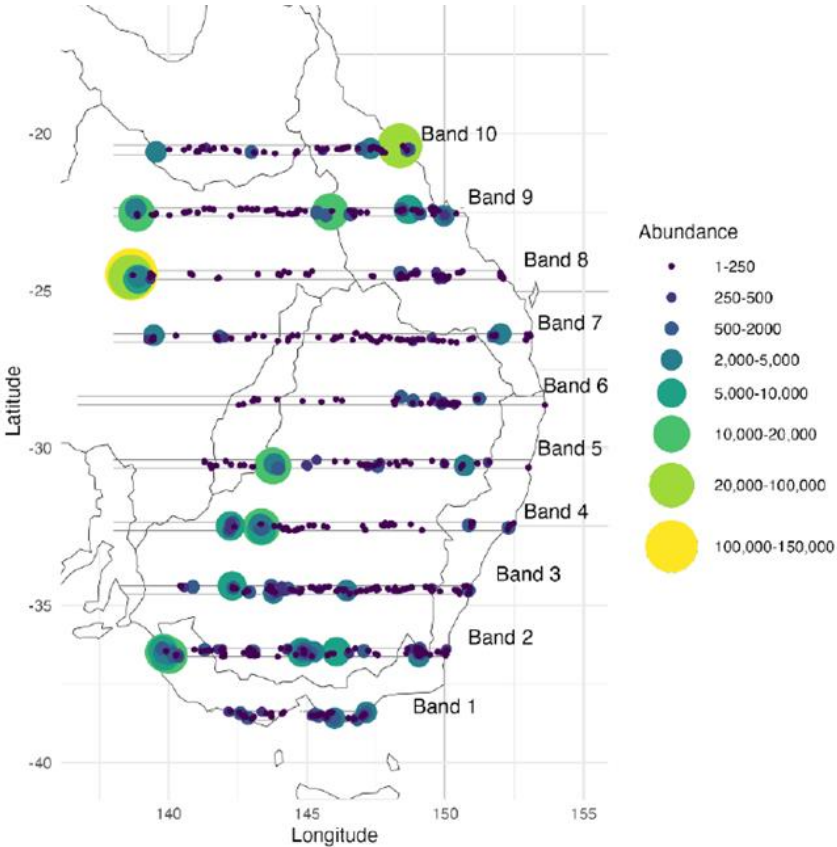 -20
-25
-30
-35
-40
Latitude
140
145
150
155
Longitude
Band 10
Band 9
Band 8
Band 7
Band 6
Band 5
Band 4
Band 3
Band 2
Band 1
Abundance
1-250
250-500
500-2000
2,000-5,000
5,000-10.000
10,000-20,000
20,000-100,000
100,000-150,000